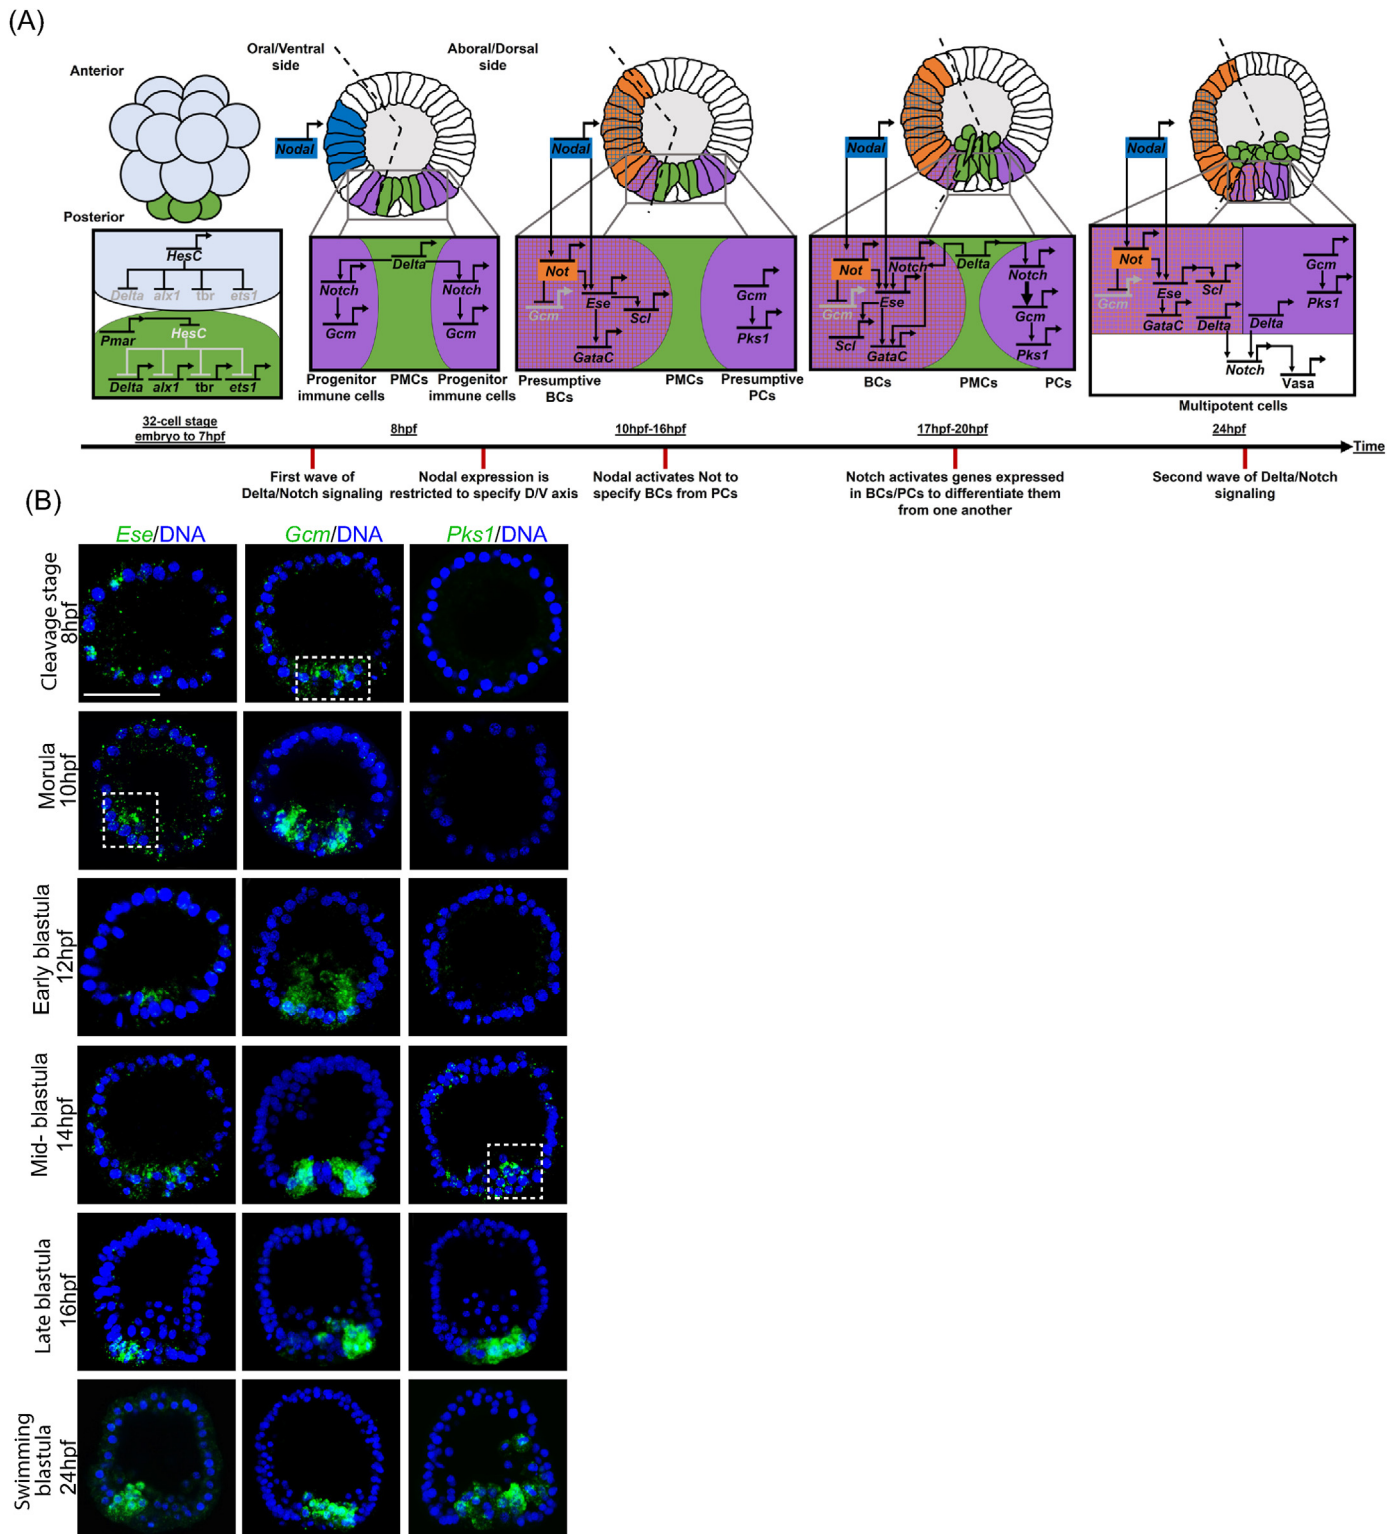 (A)
Oral/Ventral
side
Aboral/Dorsal
side
Anterior
Posterior
Nodal
Nodal
Nodal
Nodal
HesC
Delta alx1 tbr ets1
Pmar HesC
Delta alx1 tbr ets1
Delta
Notch Notch
Gcm Gcm
Progenitor
immune cells
PMCs
Progenitor
immune cells
Not
Gcm Ese Scl
GataC
Gcm
Pks1
Presumptive
BCs
PMCs
Presumptive
PCs
Not Notch Delta Notch
Gcm Ese Gcm
Scl GataC Pks1
BCs PMCs PCs
Not
Gcm Ese Scl
GataC Delta Delta
Gcm
Pks1
Notch Vasa
Multipotent cells
32-cell stage
embryo to 7hpf
8hpf
10hpf-16hpf
17hpf-20hpf
24hpf
Time
First wave of
Delta/Notch signaling
Nodal expression is
restricted to specify D/V axis
Nodal activates Not to
specify BCs from PCs
Notch activates genes expressed
in BCs/PCs to differentiate them
from one another
Second wave of Delta/Notch
signaling
(B)
Ese/DNA Gcm/DNA Pks1/DNA
Cleavage stage
8hpf
Morula
10hpf
Early blastula
12hpf
Mid- blastula
14hpf
Late blastula
16hpf
Swimming
blastula
24hpf